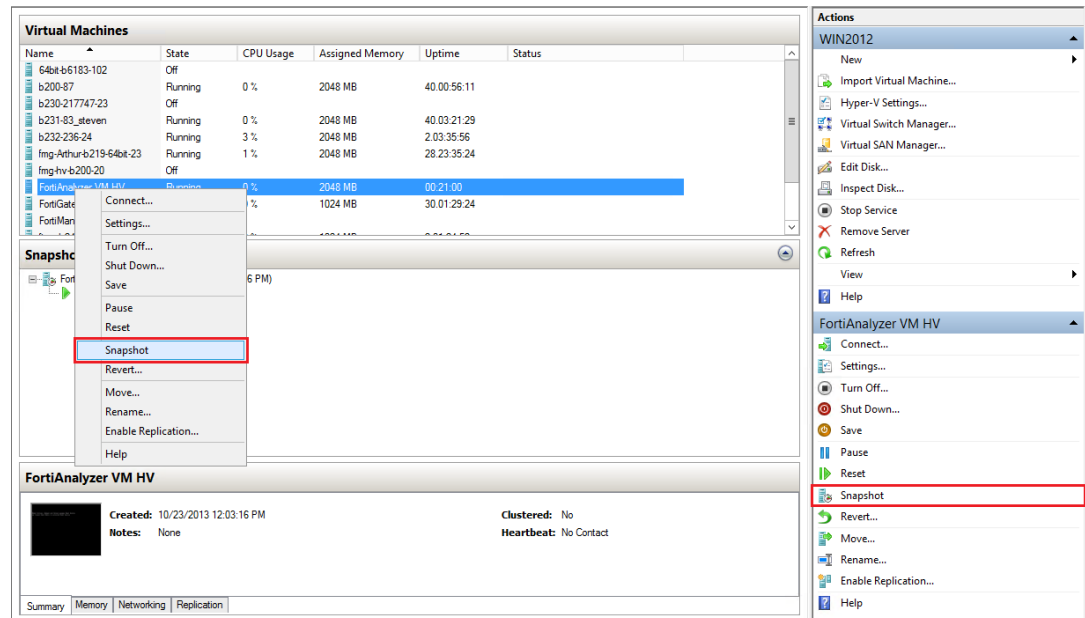 Virtual Machines
Name State CPU Usage Assigned Memory Uptime Status
64bit-b6183-102 Off
b200-87 Running 0 % 2048 MB 40.00:56:11
b230-217747-23 Off
b231-83_steven Running 0 % 2048 MB 40.03:21:29
b232-236-24 Running 3 % 2048 MB 2.03:35:56
fmg-Arthur-b219-64bit-23 Running 1 % 2048 MB 28.23:35:24
fmg-hv-b200-20 Off
FortiAnalyzer VM HV Running 0 % 2048 MB 00:21:00
FortiGate % 1024 MB 30.01:29:24
FortiMan
Snapsho
Fort 6 PM)
Connect...
Settings...
Turn Off...
Shut Down...
Save
Pause
Reset
Snapshot
Revert...
Move...
Rename...
Enable Replication...
Help
FortiAnalyzer VM HV
Created: 10/23/2013 12:03:16 PM Clustered: No
Notes: None Heartbeat: No Contact
Summary Memory Networking Replication
Actions
WIN2012
New
Import Virtual Machine...
Hyper-V Settings...
Virtual Switch Manager...
Virtual SAN Manager...
Edit Disk...
Inspect Disk...
Stop Service
Remove Server
Refresh
View
Help
FortiAnalyzer VM HV
Connect...
Settings...
Turn Off...
Shut Down...
Save
Pause
Reset
Snapshot
Revert...
Move...
Rename...
Enable Replication...
Help